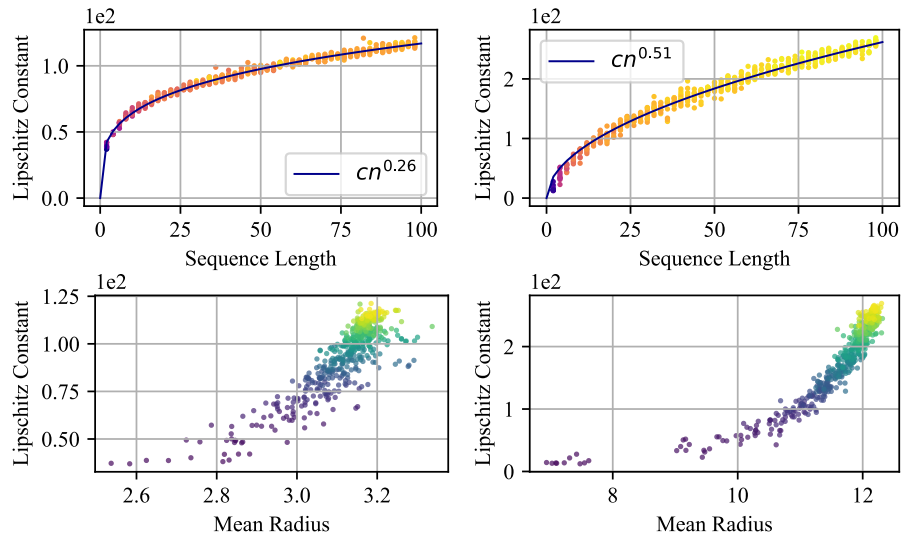 1e2
1e2
Lipschitz Constant
1.0
0.5
0.0
cn^0.26
0
25
50
75
100
Sequence Length
Lipschitz Constant
2
1
0
cn^0.51
0
25
50
75
100
Sequence Length
1e2
1e2
Lipschitz Constant
1.25
1.00
0.75
0.50
2.6
2.8
3.0
3.2
Mean Radius
Lipschitz Constant
2
1
0
8
10
12
Mean Radius